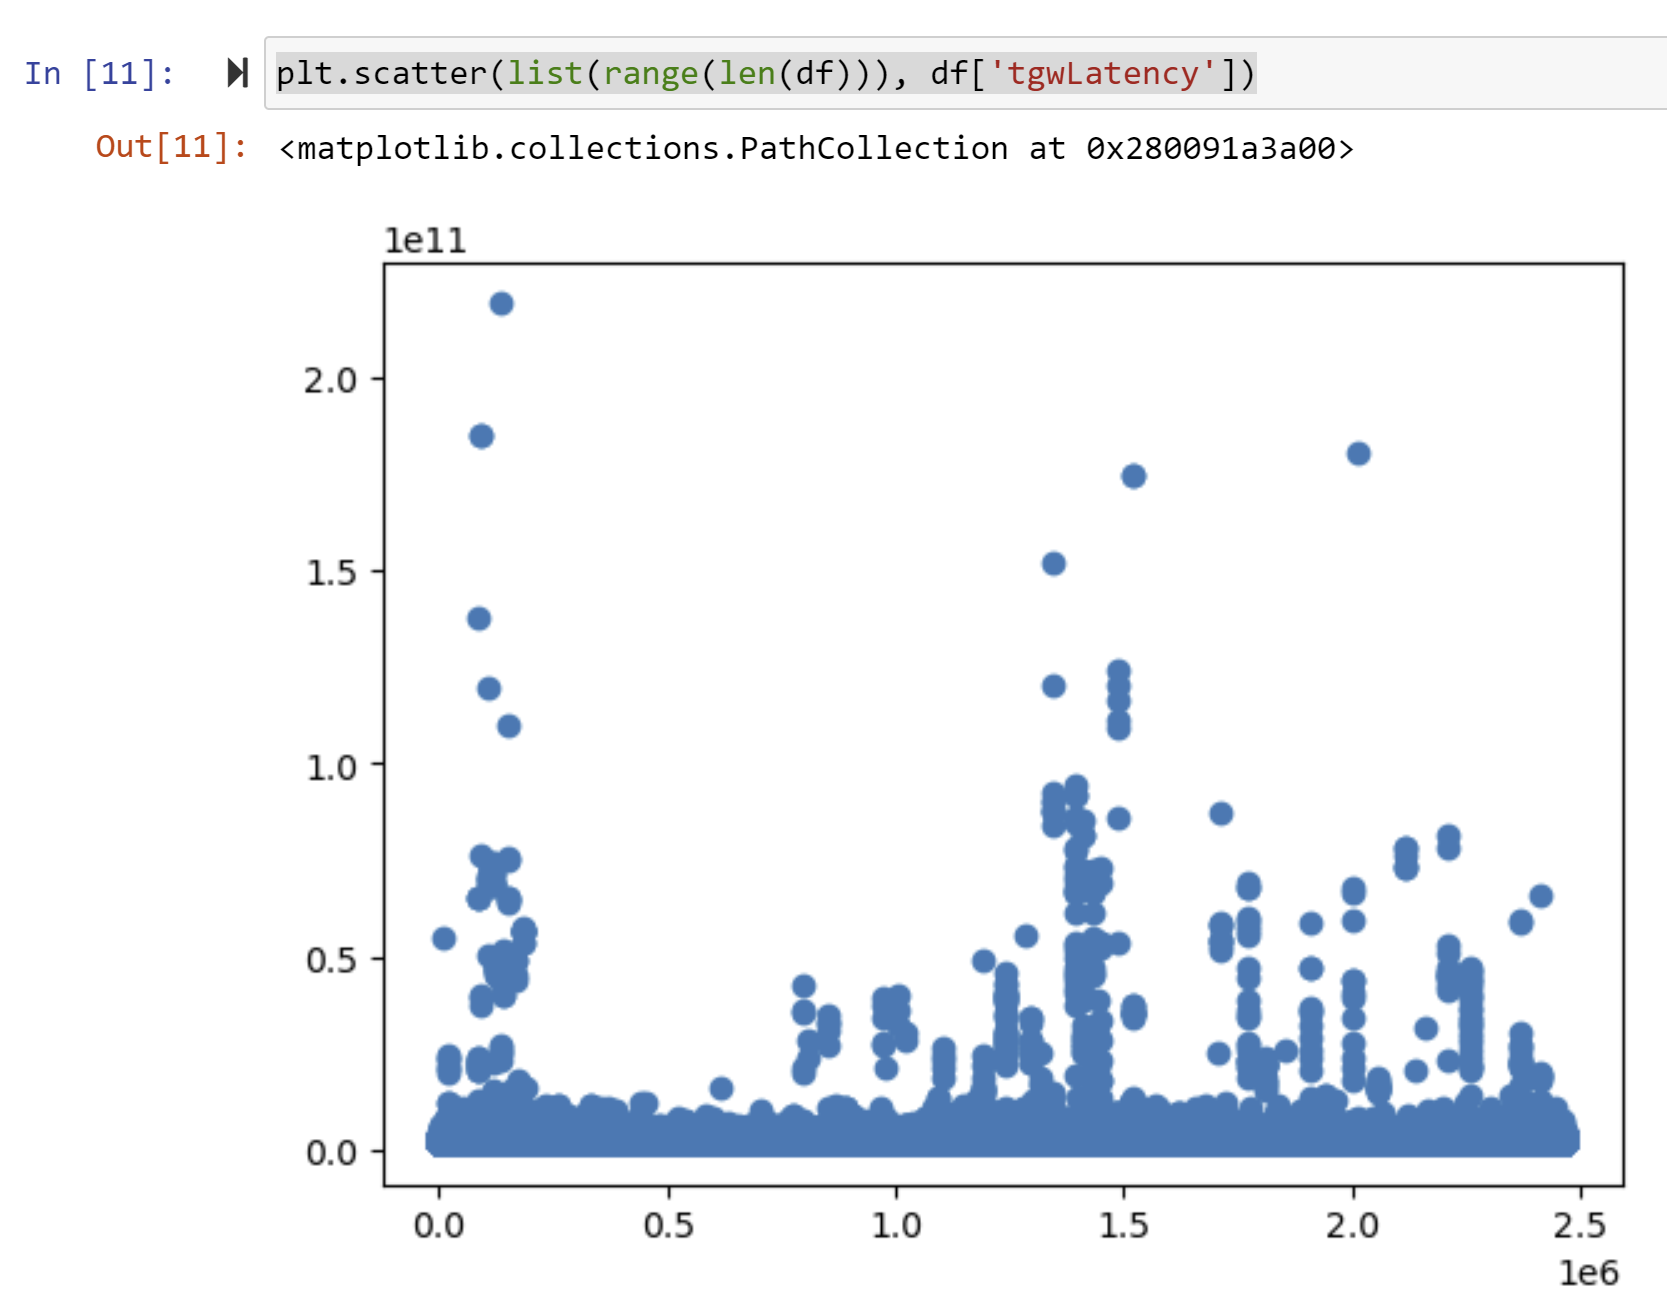 In [11]: plt.scatter(list(range(len(df))), df['tgwLatency'])
Out[11]: <matplotlib.collections.PathCollection at 0x280091a3a00>
1e11
2.0
1.5
1.0
0.5
0.0
0.0 0.5 1.0 1.5 2.0 2.5
1e6